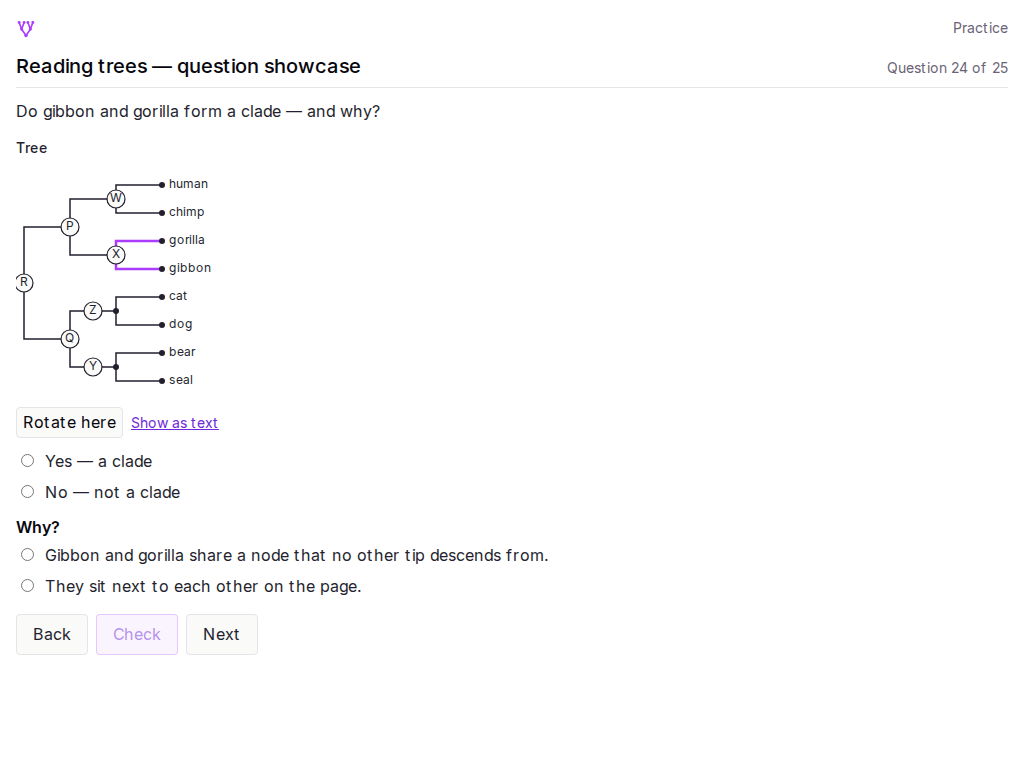 Practice
Reading trees — question showcase
Question 24 of 25
Do gibbon and gorilla form a clade — and why?
Tree
human
W
chimp
P
gorilla
X
gibbon
R
cat
Z
dog
Q
bear
Y
seal
Rotate here
Show as text
Yes — a clade
No — not a clade
Why?
Gibbon and gorilla share a node that no other tip descends from.
They sit next to each other on the page.
Back
Check
Next